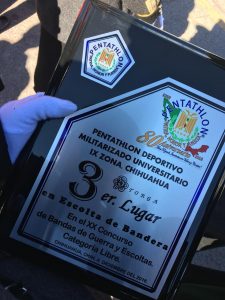 PENTATHLON
PENTATHLON
80
PENTATHLON DEPORTIVO
MILITARIZADO UNIVERSITARIO
IX ZONA, CHIHUAHUA
3 er. Lugar
TORGA
en Escolta de Bandera
En el XX Concurso
de Bandas de Guerra y Escoltas.
Categoría Libre.